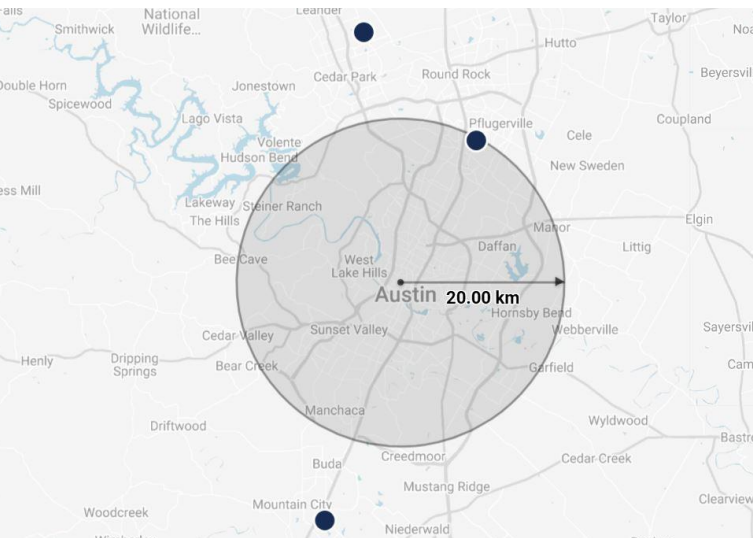 Leander
National
Wildlife...
Taylor
Smithwick
Hutto
Cedar Park
Round Rock
Double Horn
Jonestown
Spicewood
Lago Vista
Coupland
Pflugerville
Cele
Volente
Hudson Bend
New Sweden
Lakeway
Steiner Ranch
The Hills
Elgin
Manor
Daffan
Littig
Bee Cave
West
Lake Hills
Austin
20.00 km
Hornsby Bend
Webberville
Sunset Valley
Cedar Valley
Henly
Dripping
Springs
Bear Creek
Garfield
Manchaca
Driftwood
Wyldwood
Buda
Creedmoor
Cedar Creek
Mustang Ridge
Mountain City
Woodcreek
Clearview
Niederwald